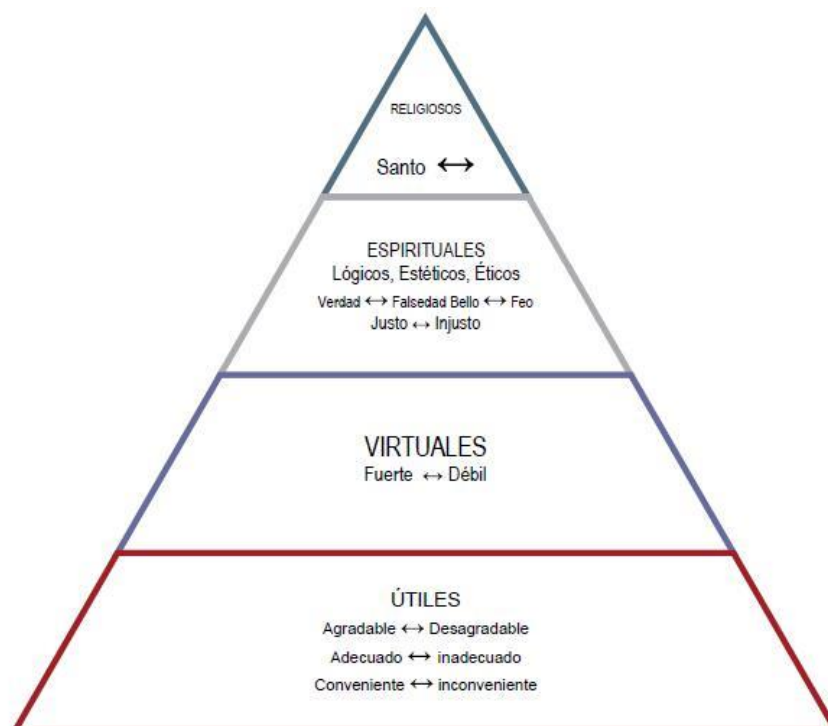 RELIGIOSOS
Santo ↔
ESPIRITUALES
Lógicos, Estéticos, Éticos
Verdad ↔ Falsedad Bello ↔ Feo
Justo ↔ Injusto
VIRTUALES
Fuerte ↔ Débil
ÚTILES
Agradable ↔ Desagradable
Adecuado ↔ inadecuado
Conveniente ↔ inconveniente